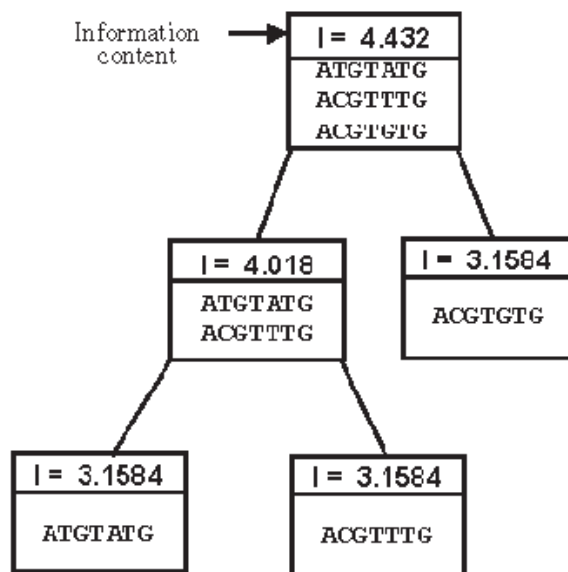 Information
content
I = 4.432
ATGTATG
ACGTTTG
ACGTGTG
I = 4.018
ATGTATG
ACGTTTG
I = 3.1584
ACGTGTG
I = 3.1584
ATGTATG
I = 3.1584
ACGTTTG